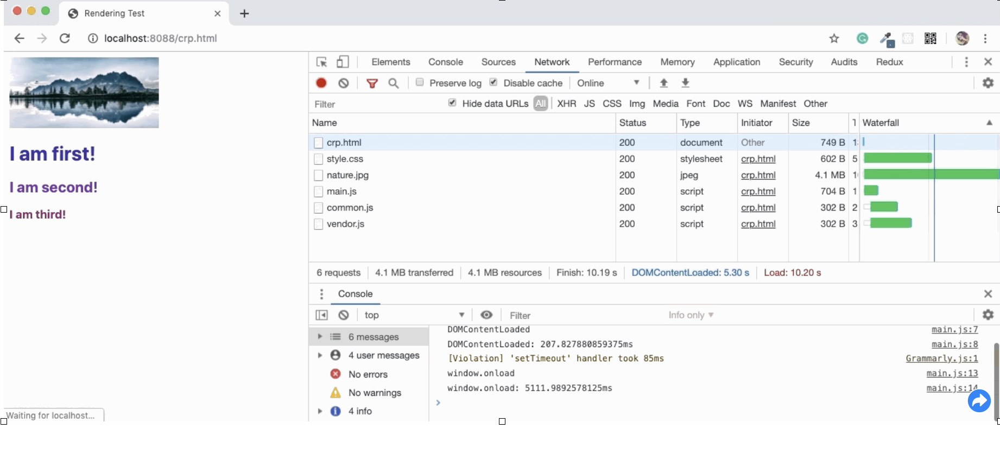 Rendering Test
localhost:8088/crp.html
I am first!
I am second!
I am third!
Waiting for localhost...
Elements Console Sources Network Performance Memory Application Security Audits Redux
Preserve log Disable cache Online
Filter Hide data URLs All XHR JS CSS Img Media Font Doc WS Manifest Other
Name Status Type Initiator Size Waterfall
crp.html 200 document Other 749 B
style.css 200 stylesheet crp.html 602 B 5
nature.jpg 200 jpeg crp.html 4.1 MB
main.js 200 script crp.html 704 B 1
common.js 200 script crp.html 302 B 2
vendor.js 200 script crp.html 302 B 3
6 requests 4.1 MB transferred 4.1 MB resources Finish: 10.19 s DOMContentLoaded: 5.30 s Load: 10.20 s
Console
top Filter Info only
6 messages
4 user messages
No errors
No warnings
4 info
DOMContentLoaded main.js:7
DOMContentLoaded: 207.827880859375ms main.js:8
[Violation] 'setTimeout' handler took 85ms Grammarly.js:1
window.onload main.js:13
window.onload: 5111.9892578125ms main.js:14